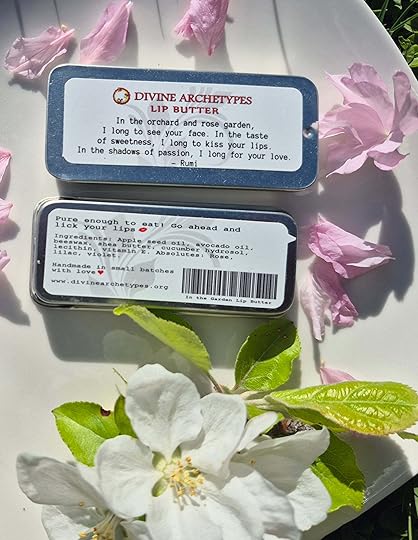 DIVINE ARCHETYPES
LIP BUTTER
In the orchard and rose garden,
I long to see your face. In the taste
of sweetness, I long to kiss your lips.
In the shadows of passion, I long for your love.
- Rumi
Pure enough to eat! Go ahead and
lick your lips💋
Ingredients: Apple seed oil, avocado oil,
beeswax, shea butter, cucumber hydrosol,
lecithin, vitamin E. Absolutes: Rose,
lilac, violet
Handmade in small batches
with love❤
www.divinearchetypes.org
In the Garden Lip Butter